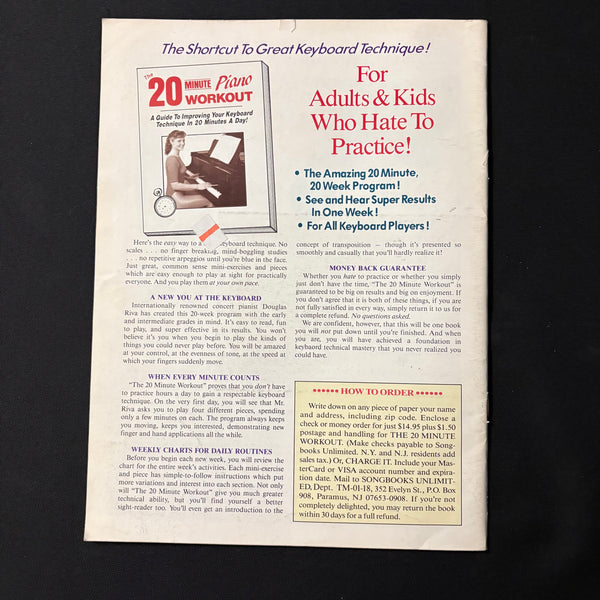 The Shortcut To Great Keyboard Technique!
The
20 MINUTE Piano
WORKOUT
A Guide To Improving Your Keyboard
Technique In 20 Minutes A Day!
For
Adults & Kids
Who Hate To
Practice!
• The Amazing 20 Minute,
20 Week Program!
• See and Hear Super Results
In One Week!
• For All Keyboard Players!
Here's the easy way to a keyboard technique. No
scales . . . no finger breaking, mind-boggling studies
. . . no repetitive arpeggios until you're blue in the face.
Just great, common sense mini-exercises and pieces
which are easy enough to play at sight for practically
everyone. And you play them at your own pace.
A NEW YOU AT THE KEYBOARD
Internationally renowned concert pianist Douglas
Riva has created this 20-week program with the early
and intermediate grades in mind. It's easy to read, fun
to play, and super effective in its results. You won't
believe it's you when you begin to play the kinds of
things you could never play before. You will be amazed
at your control, at the evenness of tone, at the speed at
which your fingers suddenly move.
WHEN EVERY MINUTE COUNTS
"The 20 Minute Workout" proves that you don't have
to practice hours a day to gain a respectable keyboard
technique. On the very first day, you will see that Mr.
Riva asks you to play four different pieces, spending
only a few minutes on each. The program always keeps
you moving, keeps you interested, demonstrating new
finger and hand applications all the while.
WEEKLY CHARTS FOR DAILY ROUTINES
Before you begin each new week, you will review the
chart for the entire week's activities. Each mini-exercise
and piece has simple-to-follow instructions which put
more variations and interest into each section. Not only
will "The 20 Minute Workout" give you much greater
technical ability, but you'll find yourself a better
sight-reader too. You'll even get an introduction to the
concept of transposition — though it's presented so
smoothly and casually that you'll hardly realize it!
MONEY BACK GUARANTEE
Whether you hate to practice or whether you simply
just don't have the time, "The 20 Minute Workout" is
guaranteed to be big on results and big on enjoyment. If
you don't agree that it is both of these things, if you are
not fully satisfied in every way, simply return it to us for
a complete refund. No questions asked.
We are confident, however, that this will be one book
you will not put down until you're finished. And when
you are, you will have achieved a foundation in
keyboard technical mastery that you never realized you
could have.
•••••• HOW TO ORDER ••••••
Write down on any piece of paper your name
and address, including zip code. Enclose a
check or money order for just $14.95 plus $1.50
postage and handling for THE 20 MINUTE
WORKOUT. (Make checks payable to Song-
books Unlimited. N.Y. and N.J. residents add
sales tax.) Or, CHARGE IT. Include your Mas-
terCard or VISA account number and expira-
tion date. Mail to SONGBOOKS UNLIMIT-
ED, Dept. TM-01-18, 352 Evelyn St., P.O. Box
908, Paramus, NJ 07653-0908. If you're not
completely delighted, you may return the book
within 30 days for a full refund.